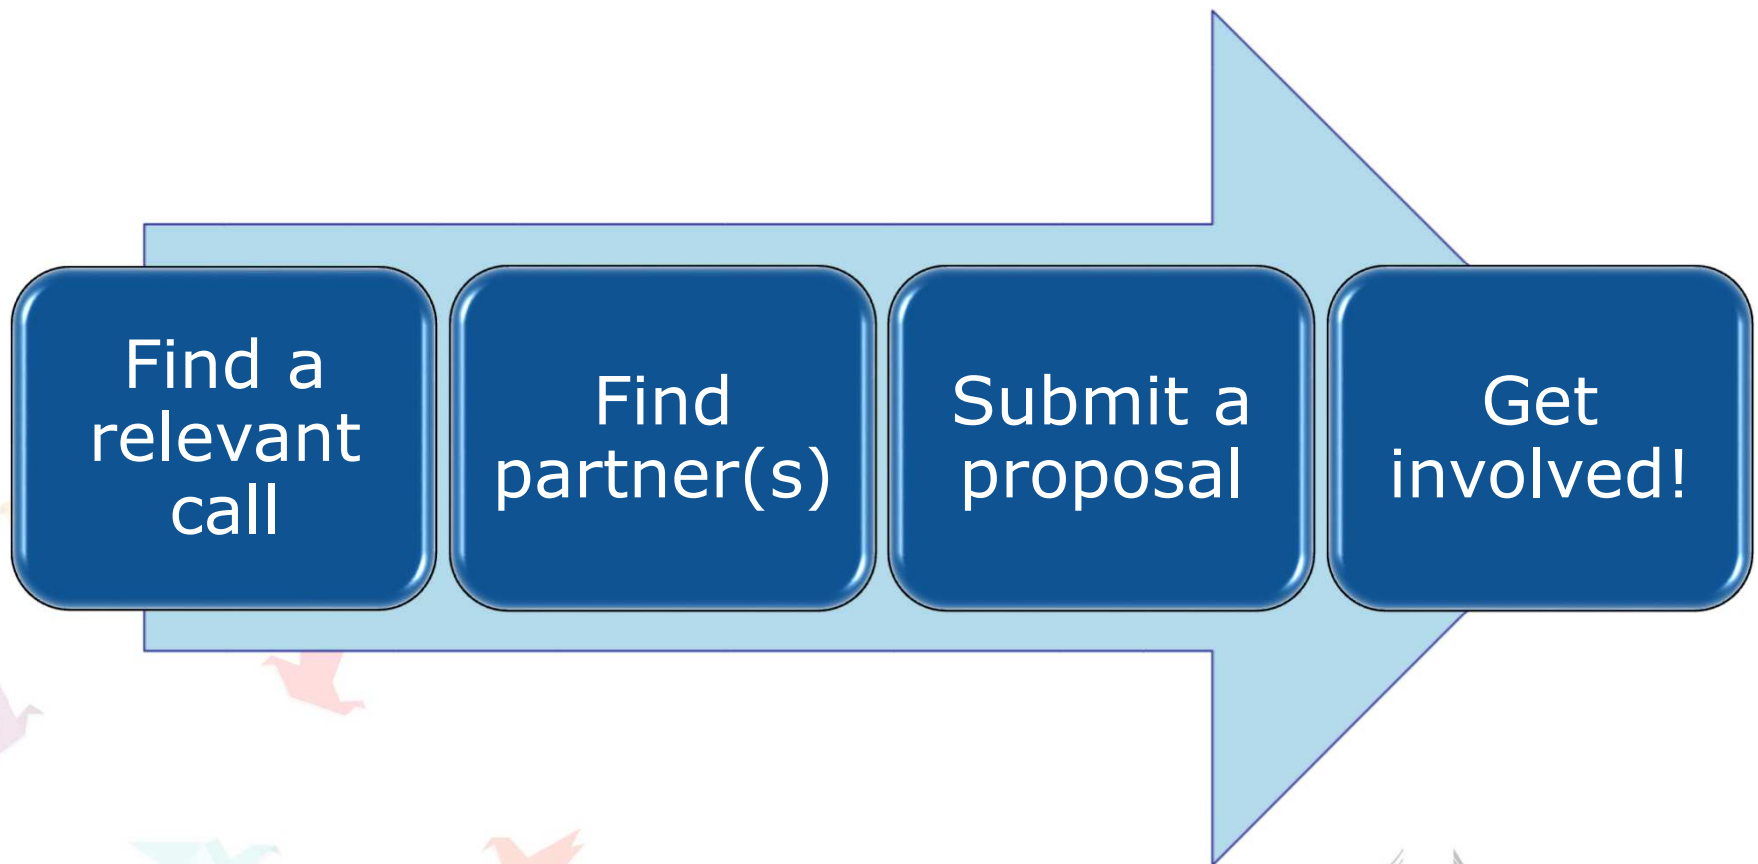 Find a
relevant
call
Find
partner(s)
Submit a
proposal
Get
involved!